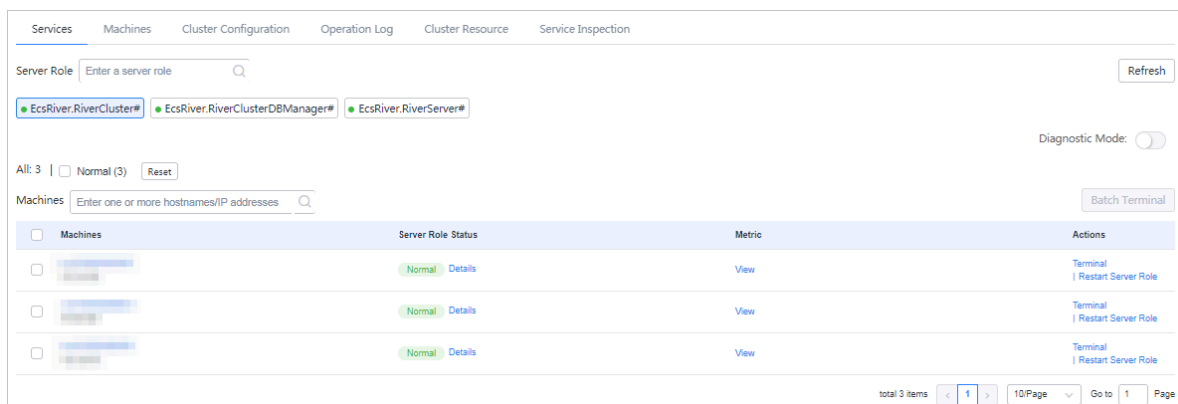 Services Machines Cluster Configuration Operation Log Cluster Resource Service Inspection
Server Role Enter a server role Refresh
EcsRiver.RiverCluster# EcsRiver.RiverClusterDBManager# EcsRiver.RiverServer#
Diagnostic Mode:
All: 3 | Normal (3) Reset
Machines Enter one or more hostnames/IP addresses Batch Terminal
Machines Server Role Status Metric Actions
Normal Details View Terminal
| Restart Server Role
Normal Details View Terminal
| Restart Server Role
Normal Details View Terminal
| Restart Server Role
total 3 items < 1 > 10/Page Go to 1 Page